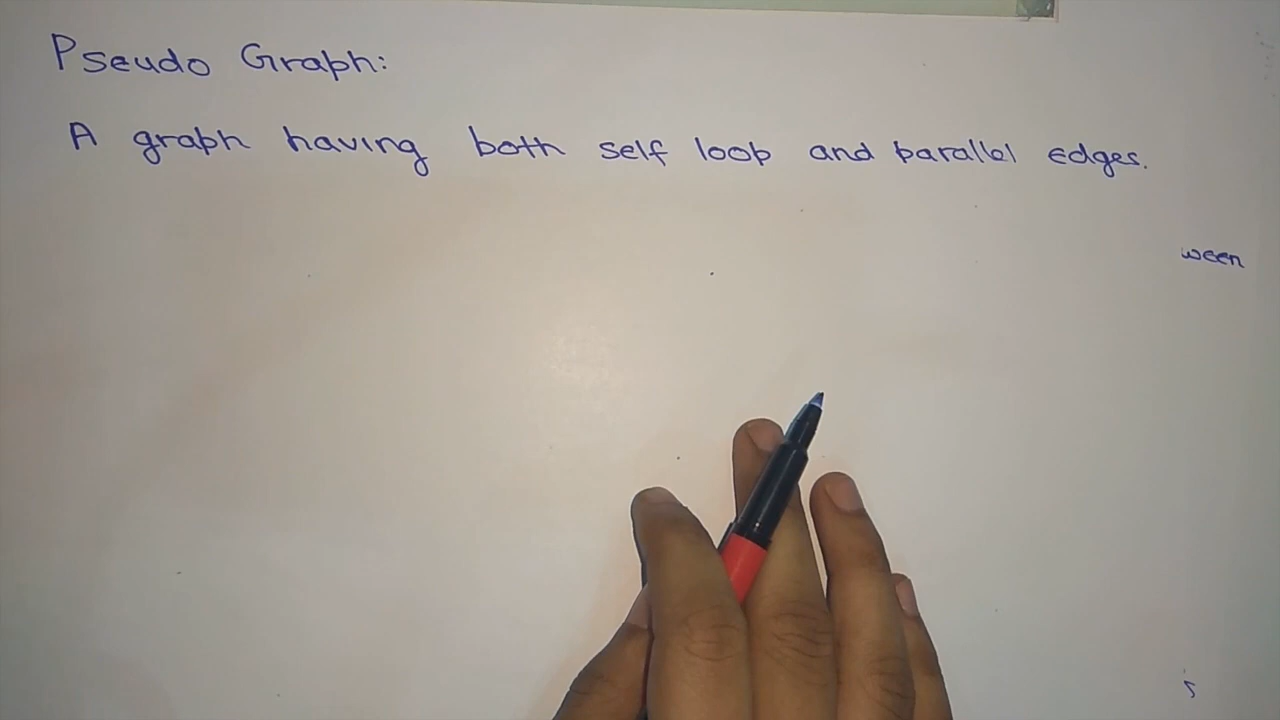 Pseudo Graph:
A graph having both self loop and parallel edges.
ween